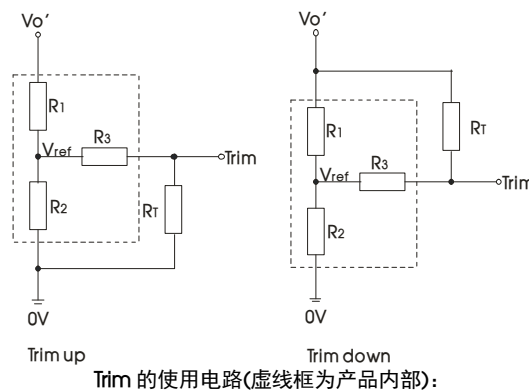 Vo'
R1
R3
Vref
Trim
R2
RT
0V
Trim up
Vo'
R1
RT
R3
Vref
Trim
R2
0V
Trim down
Trim 的使用电路(虚线框为产品内部)：